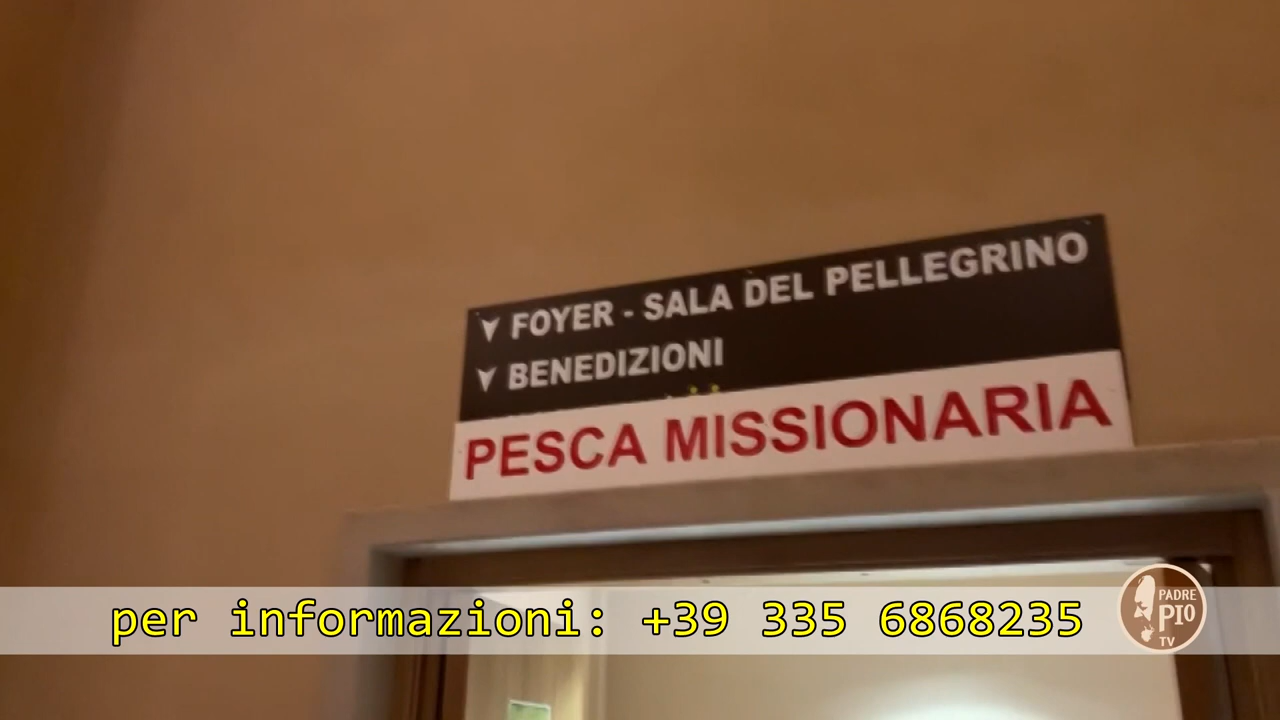 FOYER - SALA DEL PELLEGRINO
BENEDIZIONI
PESCA MISSIONARIA
per informazioni: +39 335 6868235
PADRE
PIO
TV